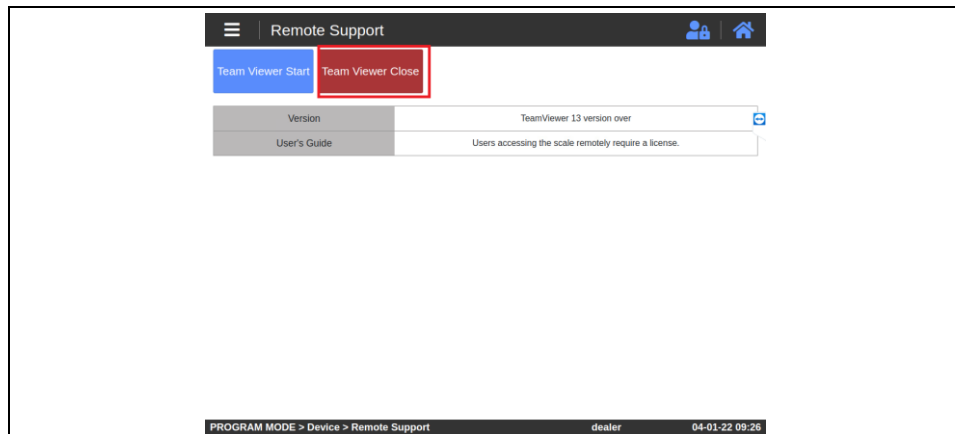 Remote Support
Team Viewer Start Team Viewer Close
Version TeamViewer 13 version over
User's Guide Users accessing the scale remotely require a license.
PROGRAM MODE > Device > Remote Support dealer 04-01-22 09:26